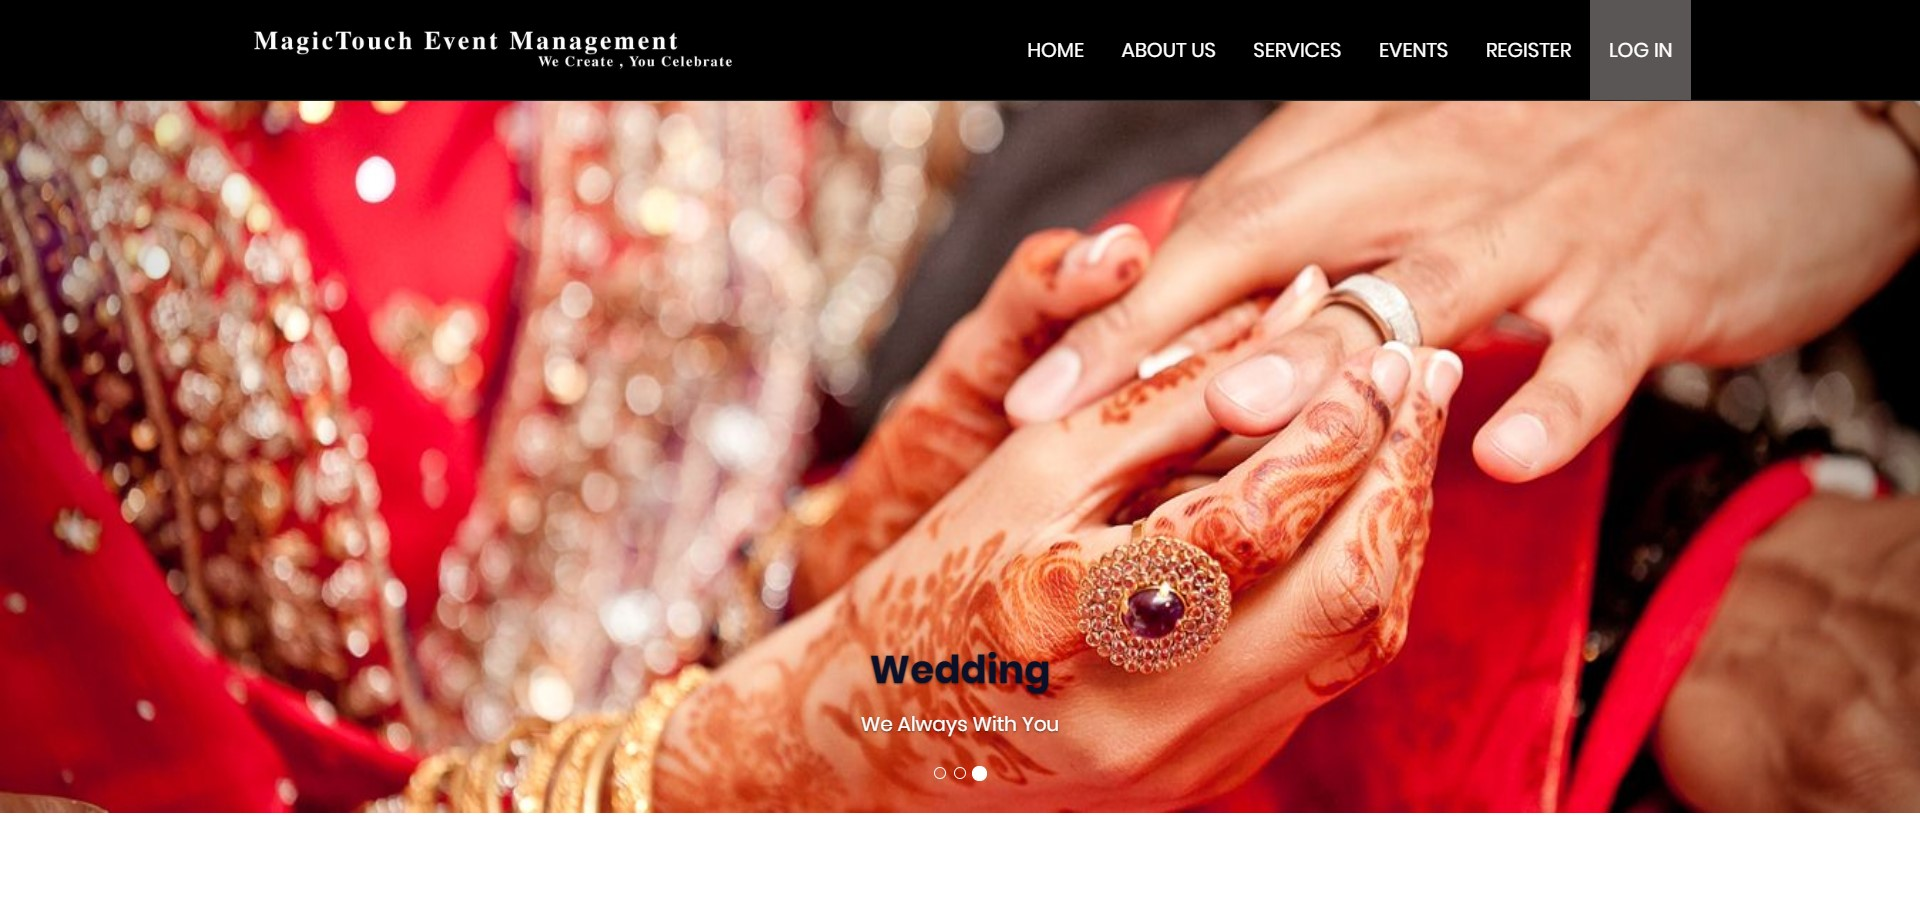 MagicTouch Event Management
We Create , You Celebrate
HOME ABOUT US SERVICES EVENTS REGISTER LOG IN
Wedding
We Always With You